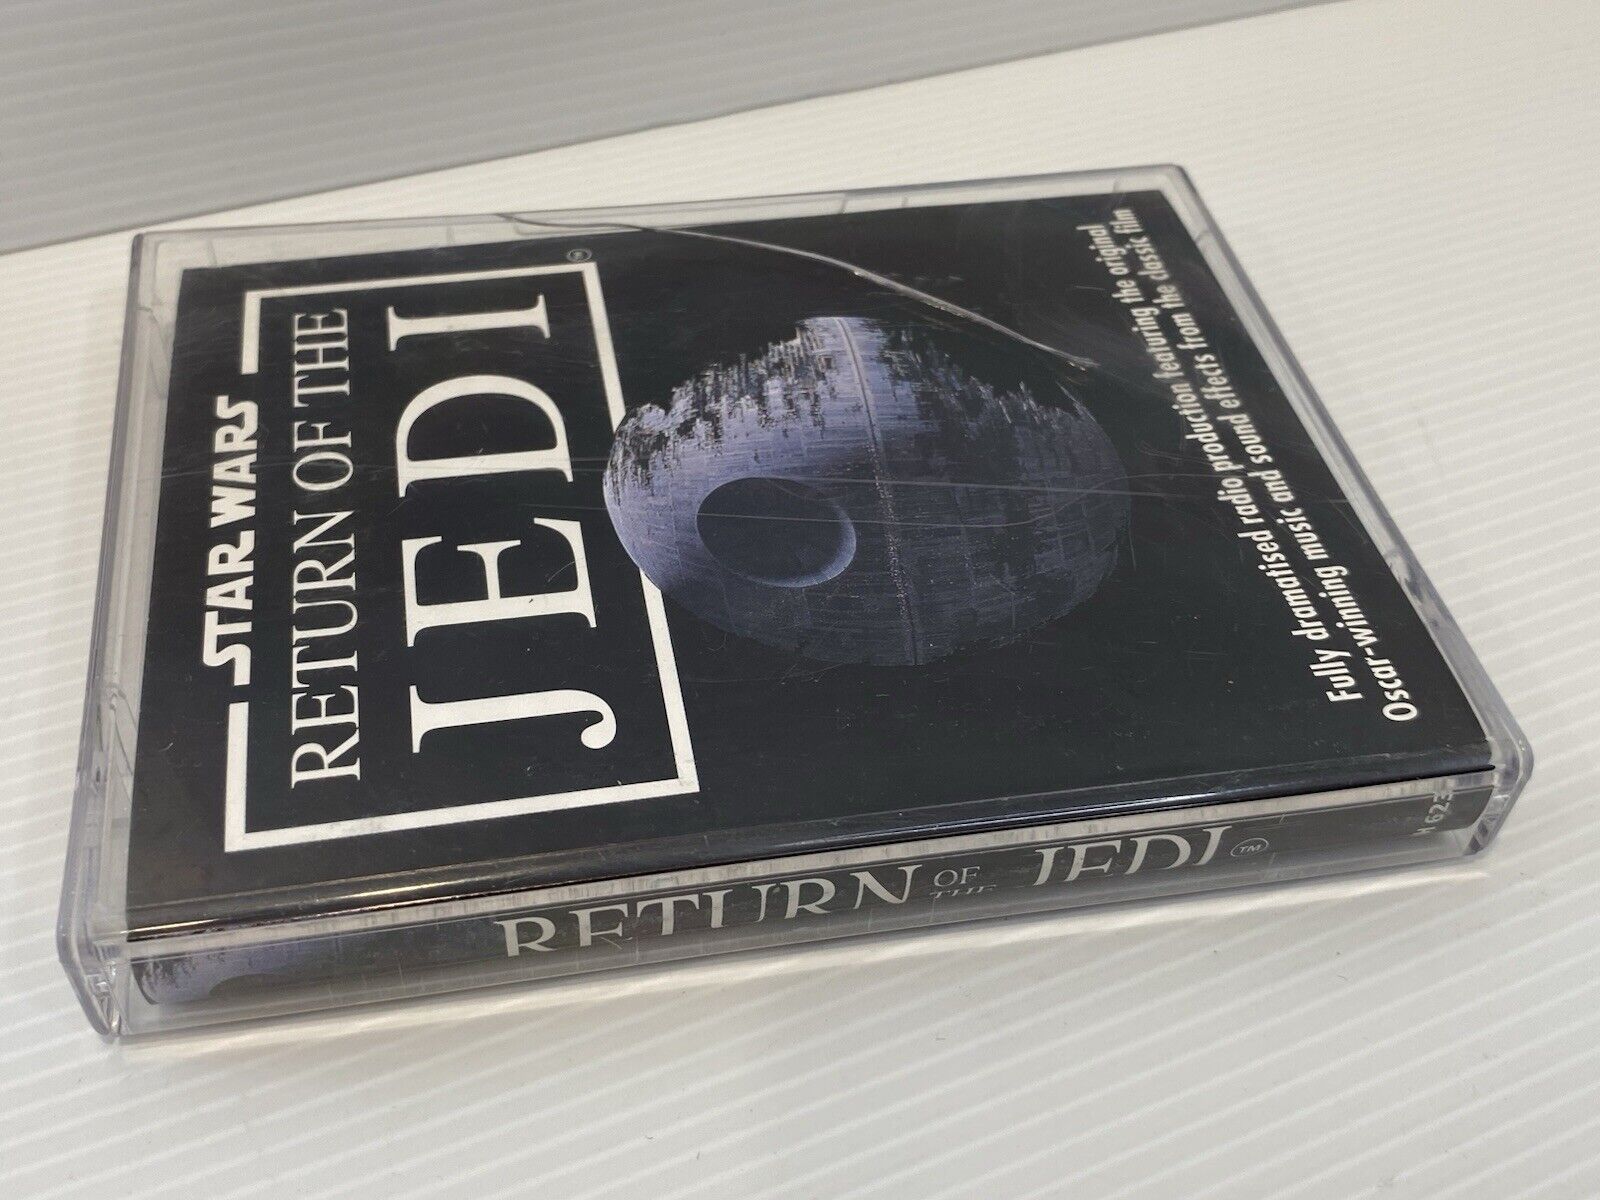 STAR WARS
RETURN OF THE
JEDI
Fully dramatised radio production featuring the original
Oscar-winning music and sound effects from the classic film
RETURN OF THE JEDI ™